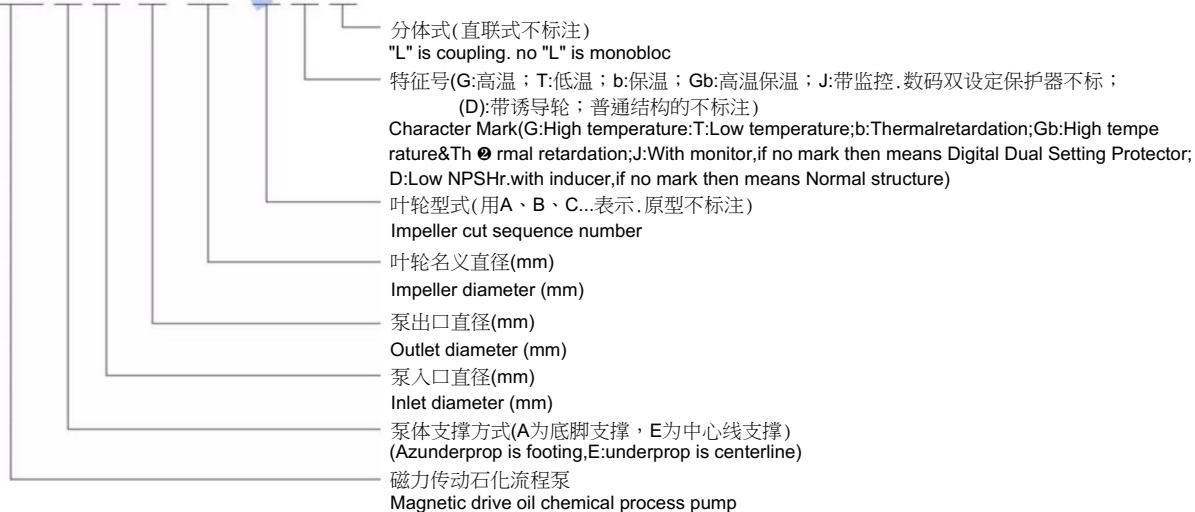 分体式(直联式不标注)
"L" is coupling. no "L" is monobloc
特征号(G:高温；T:低温；b:保温；Gb:高温保温；J:带监控.数码双设定保护器不标；
(D):带诱导轮；普通结构的不标注)
Character Mark(G:High temperature:T:Low temperature;b:Thermalretardation;Gb:High tempe
rature&Th ❷ rmal retardation;J:With monitor,if no mark then means Digital Dual Setting Protector;
D:Low NPSHr.with inducer,if no mark then means Normal structure)
叶轮型式(用A、B、C...表示.原型不标注)
Impeller cut sequence number
叶轮名义直径(mm)
Impeller diameter (mm)
泵出口直径(mm)
Outlet diameter (mm)
泵入口直径(mm)
Inlet diameter (mm)
泵体支撑方式(A为底脚支撑，E为中心线支撑)
(Azunderprop is footing,E:underprop is centerline)
磁力传动石化流程泵
Magnetic drive oil chemical process pump